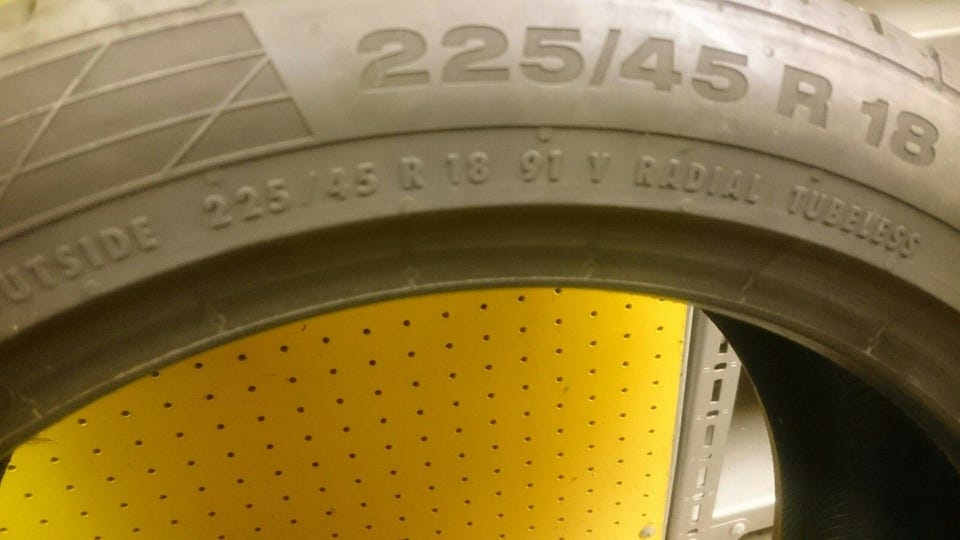 225/45 R 18
UTSIDE 225/45 R 18 91 Y RADIAL TUBELESS